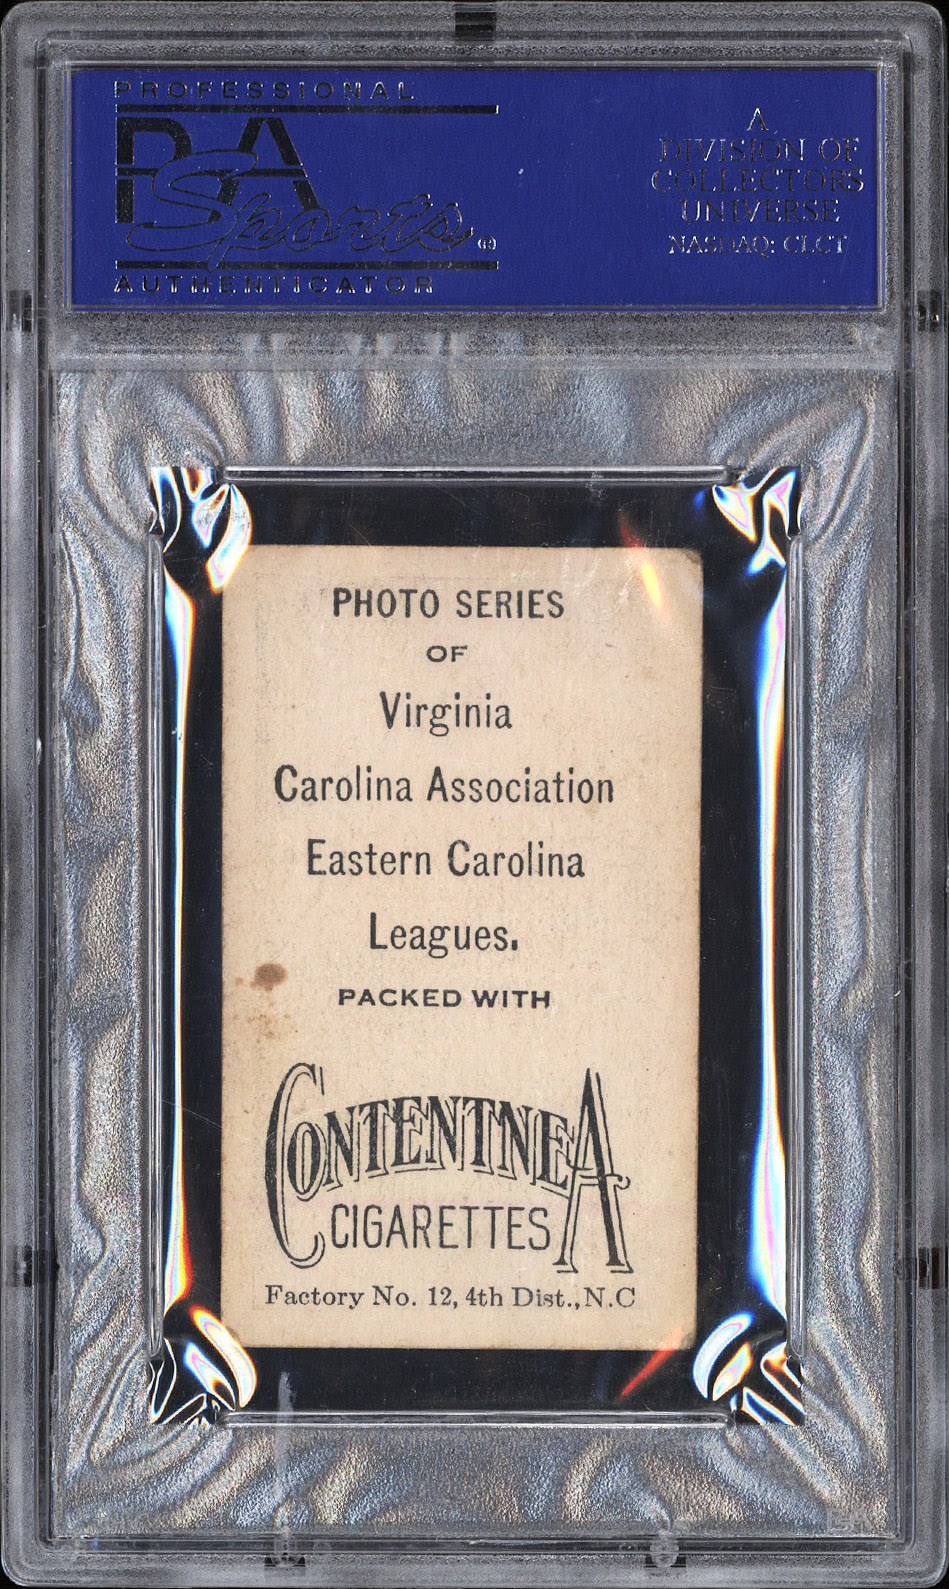 PROFESSIONAL
PSA
Sports®
AUTHENTICATOR
A
DIVISION OF
COLLECTORS
UNIVERSE
NASDAQ: CLCT
PHOTO SERIES
OF
Virginia
Carolina Association
Eastern Carolina
Leagues.
PACKED WITH
CONTENTNEA
CIGARETTES
Factory No. 12, 4th Dist., N.C
PSA